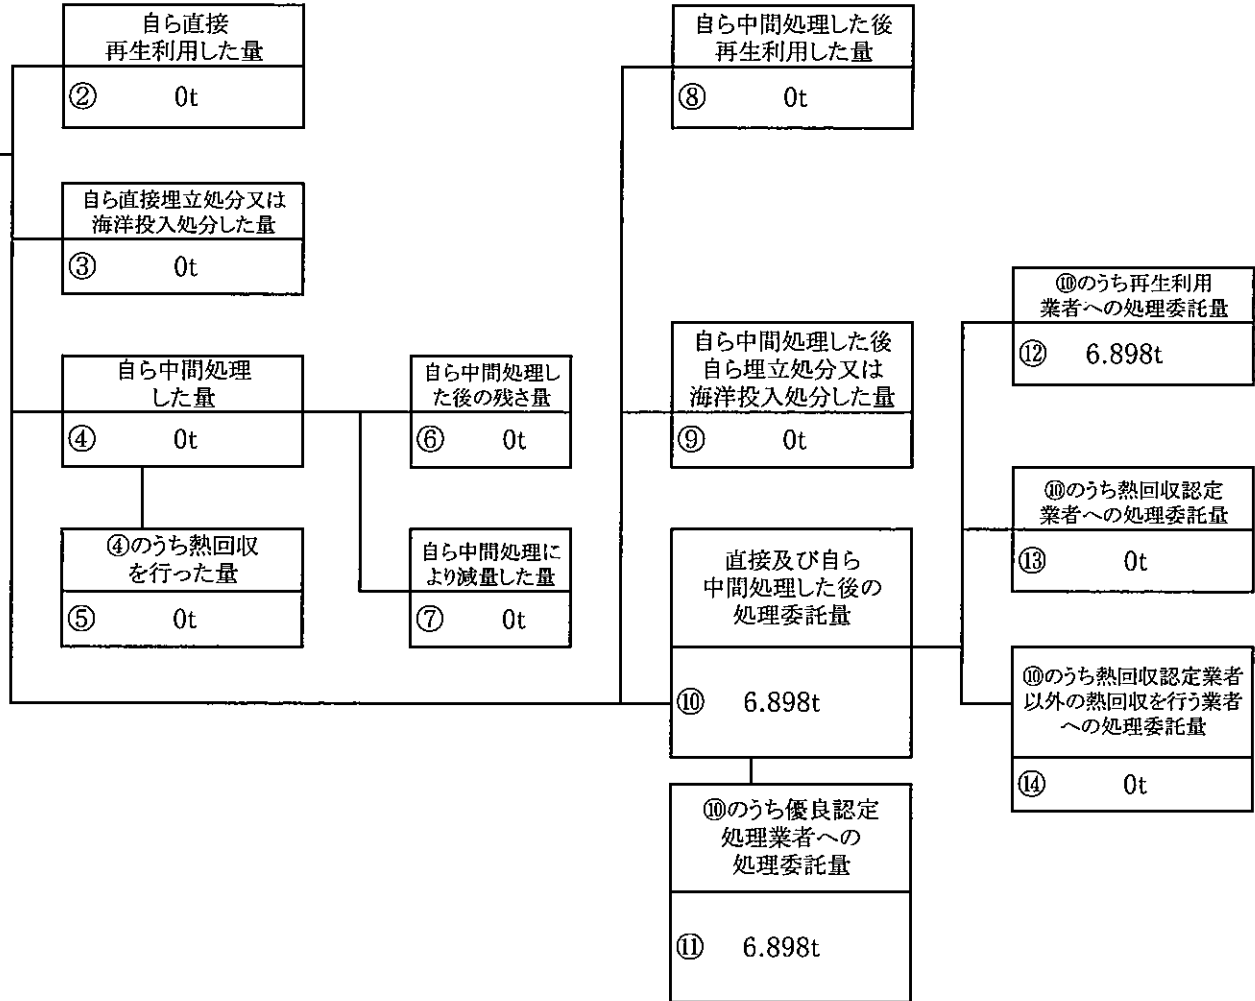 自ら直接
再生利用した量
② 0t
自ら直接埋立処分又は
海洋投入処分した量
③ 0t
自ら中間処理
した量
④ 0t
④のうち熱回収
を行った量
⑤ 0t
自ら中間処理し
た後の残さ量
⑥ 0t
自ら中間処理に
より減量した量
⑦ 0t
自ら中間処理した後
再生利用した量
⑧ 0t
自ら中間処理した後
自ら埋立処分又は
海洋投入処分した量
⑨ 0t
直接及び自ら
中間処理した後の
処理委託量
⑩ 6.898t
⑩のうち優良認定
処理業者への
処理委託量
⑪ 6.898t
⑩のうち再生利用
業者への処理委託量
⑫ 6.898t
⑩のうち熱回収認定
業者への処理委託量
⑬ 0t
⑩のうち熱回収認定業者
以外の熱回収を行う業者
への処理委託量
⑭ 0t